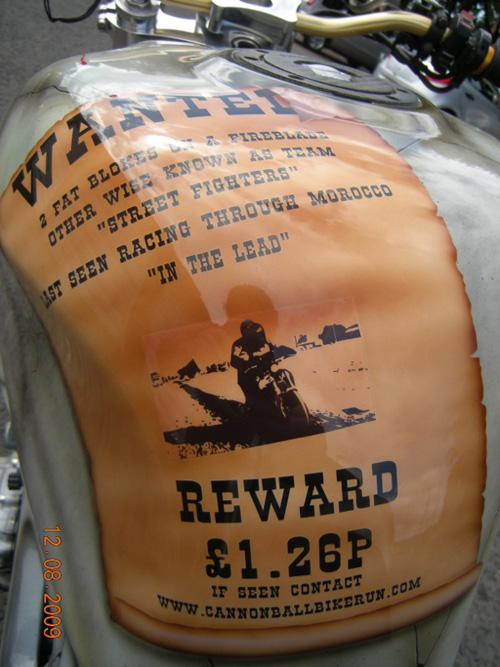 WANTED
2 FAT BLOKES ON A FIREBLADE
OTHER WISE KNOWN AS TEAM
"STREET FIGHTERS"
LAST SEEN RACING THROUGH MOROCCO
"IN THE LEAD"
REWARD
£1.26P
IF SEEN CONTACT
WWW.CANNONBALLBIKERUN.COM
12.08.2009